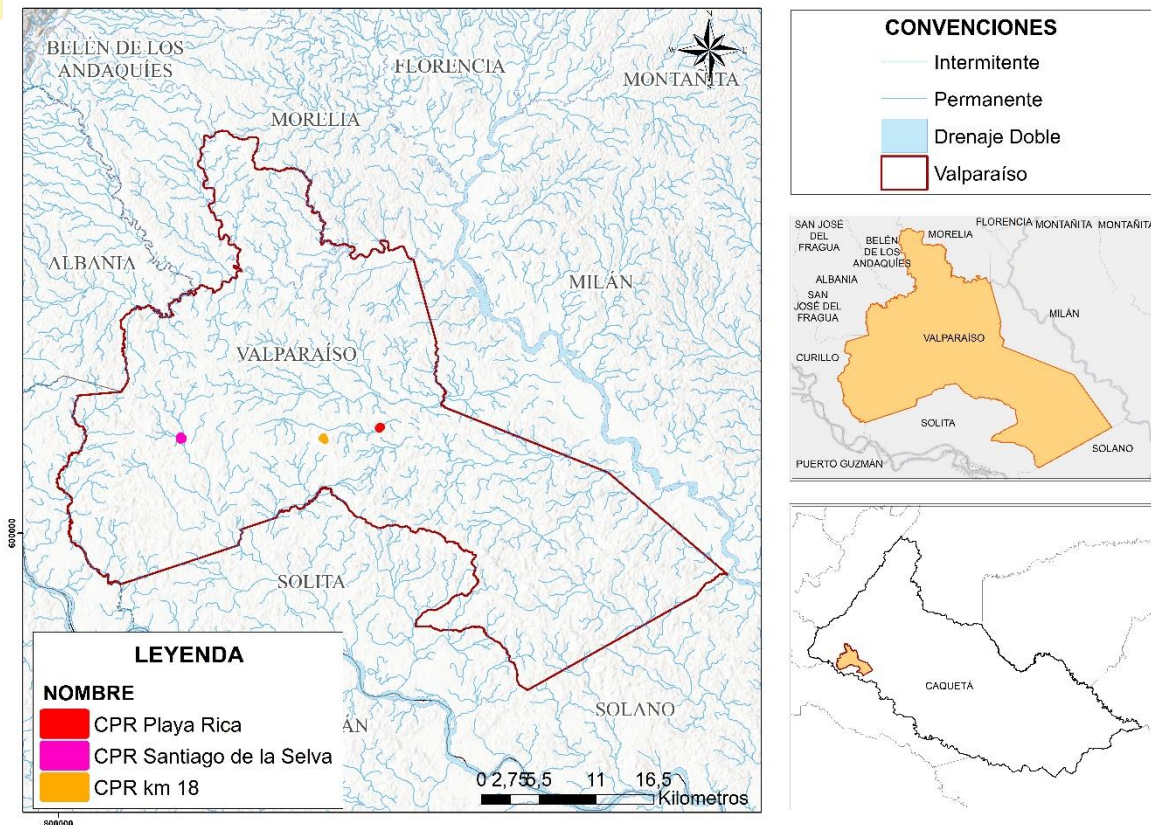 BELÉN DE LOS
ANDAQUÍES
FLORENCIA
MONTAÑITA
MORELIA
ALBANIA
MILÁN
VALPARAÍSO
SOLITA
SOLANO
ÁN
600000
800000
LEYENDA
NOMBRE
CPR Playa Rica
CPR Santiago de la Selva
CPR km 18
0 2,75 5,5 11 16,5
Kilometros
CONVENCIONES
Intermitente
Permanente
Drenaje Doble
Valparaíso
SAN JOSÉ
DEL
FRAGUA
BELÉN
DE LOS
ANDAQUÍES
MORELIA
FLORENCIA
MONTAÑITA
MONTAÑITA
ALBANIA
SAN
JOSÉ DEL
FRAGUA
MILÁN
VALPARAÍSO
CURILLO
SOLITA
SOLANO
PUERTO GUZMÁN
CAQUETÁ